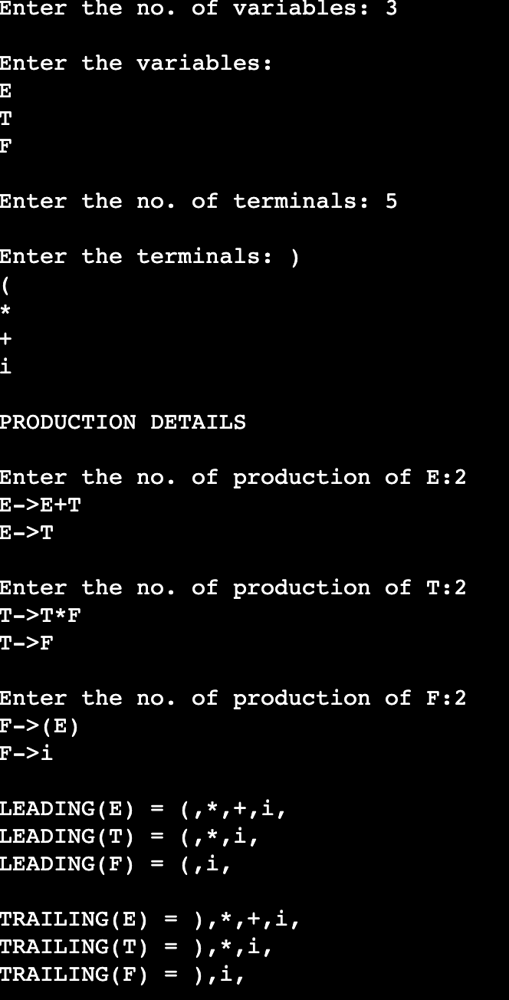 Enter the no. of variables: 3
Enter the variables:
E
T
F
Enter the no. of terminals: 5
Enter the terminals: )
(
*
+
i
PRODUCTION DETAILS
Enter the no. of production of E:2
E->E+T
E->T
Enter the no. of production of T:2
T->T*F
T->F
Enter the no. of production of F:2
F->(E)
F->i
LEADING(E) = (,*,+,i,
LEADING(T) = (,*,i,
LEADING(F) = (,i,
TRAILING(E) = ),*,+,i,
TRAILING(T) = ),*,i,
TRAILING(F) = ),i,